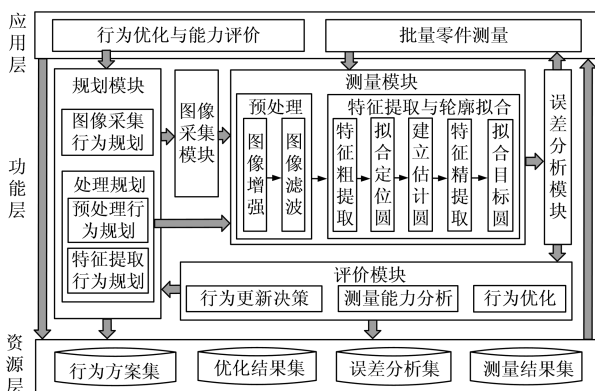 应用层
行为优化与能力评价
批量零件测量
功能层
规划模块
图像采集
行为规划
处理规划
预处理行
为规划
特征提取
行为规划
图像采集模块
测量模块
预处理
图像增强
图像滤波
特征提取与轮廓拟合
特征粗提取
拟合定位圆
建立估计圆
特征精提取
拟合目标圆
误差分析模块
评价模块
行为更新决策
测量能力分析
行为优化
资源层
行为方案集
优化结果集
误差分析集
测量结果集